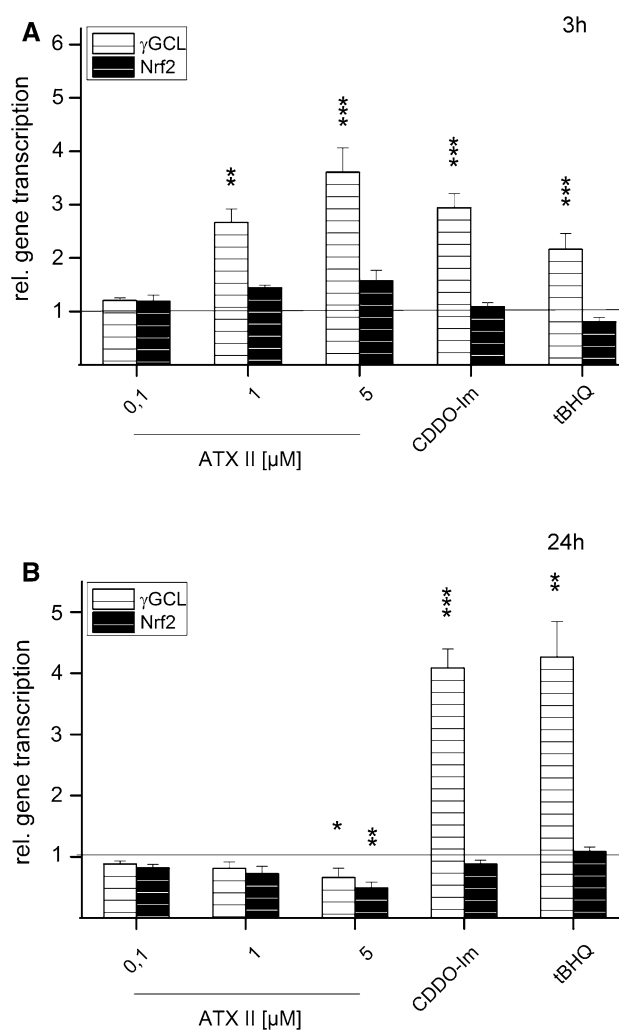 A
3h
γGCL
Nrf2
6
5
4
3
2
1
rel. gene transcription
**
***
***
***
0,1
1
5
CDDO-Im
tBHQ
ATX II [µM]
B
24h
γGCL
Nrf2
5
4
3
2
1
rel. gene transcription
*
**
***
**
0,1
1
5
CDDO-Im
tBHQ
ATX II [µM]